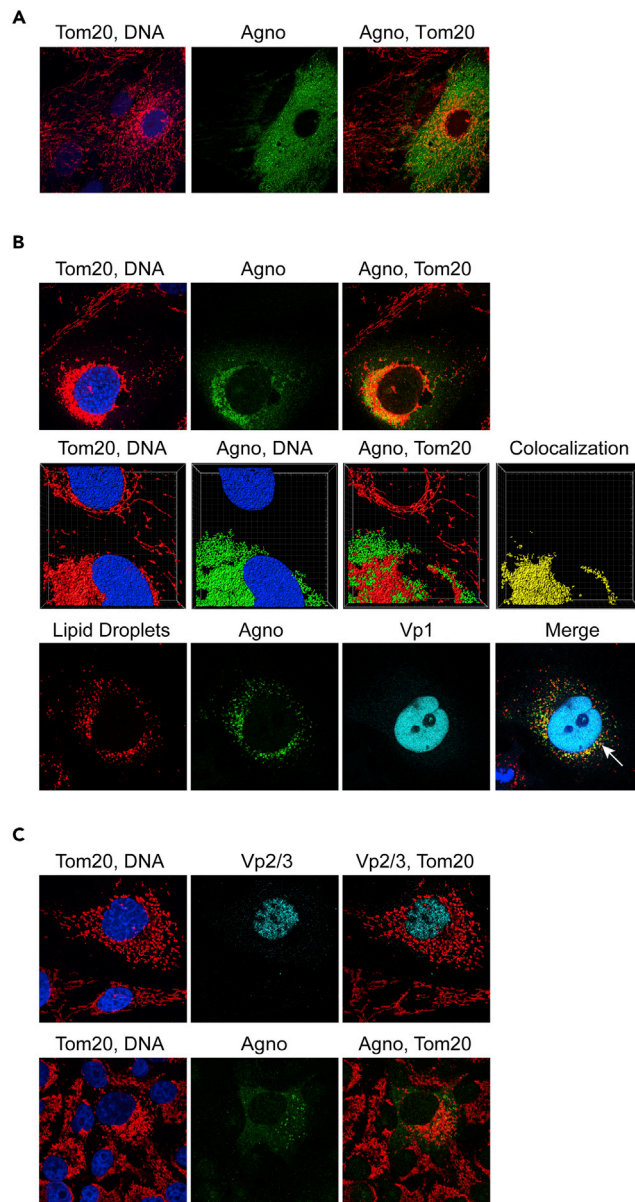 A
Tom20, DNA Agno Agno, Tom20
B
Tom20, DNA Agno Agno, Tom20
Tom20, DNA Agno, DNA Agno, Tom20 Colocalization
Lipid Droplets Agno Vp1 Merge
C
Tom20, DNA Vp2/3 Vp2/3, Tom20
Tom20, DNA Agno Agno, Tom20